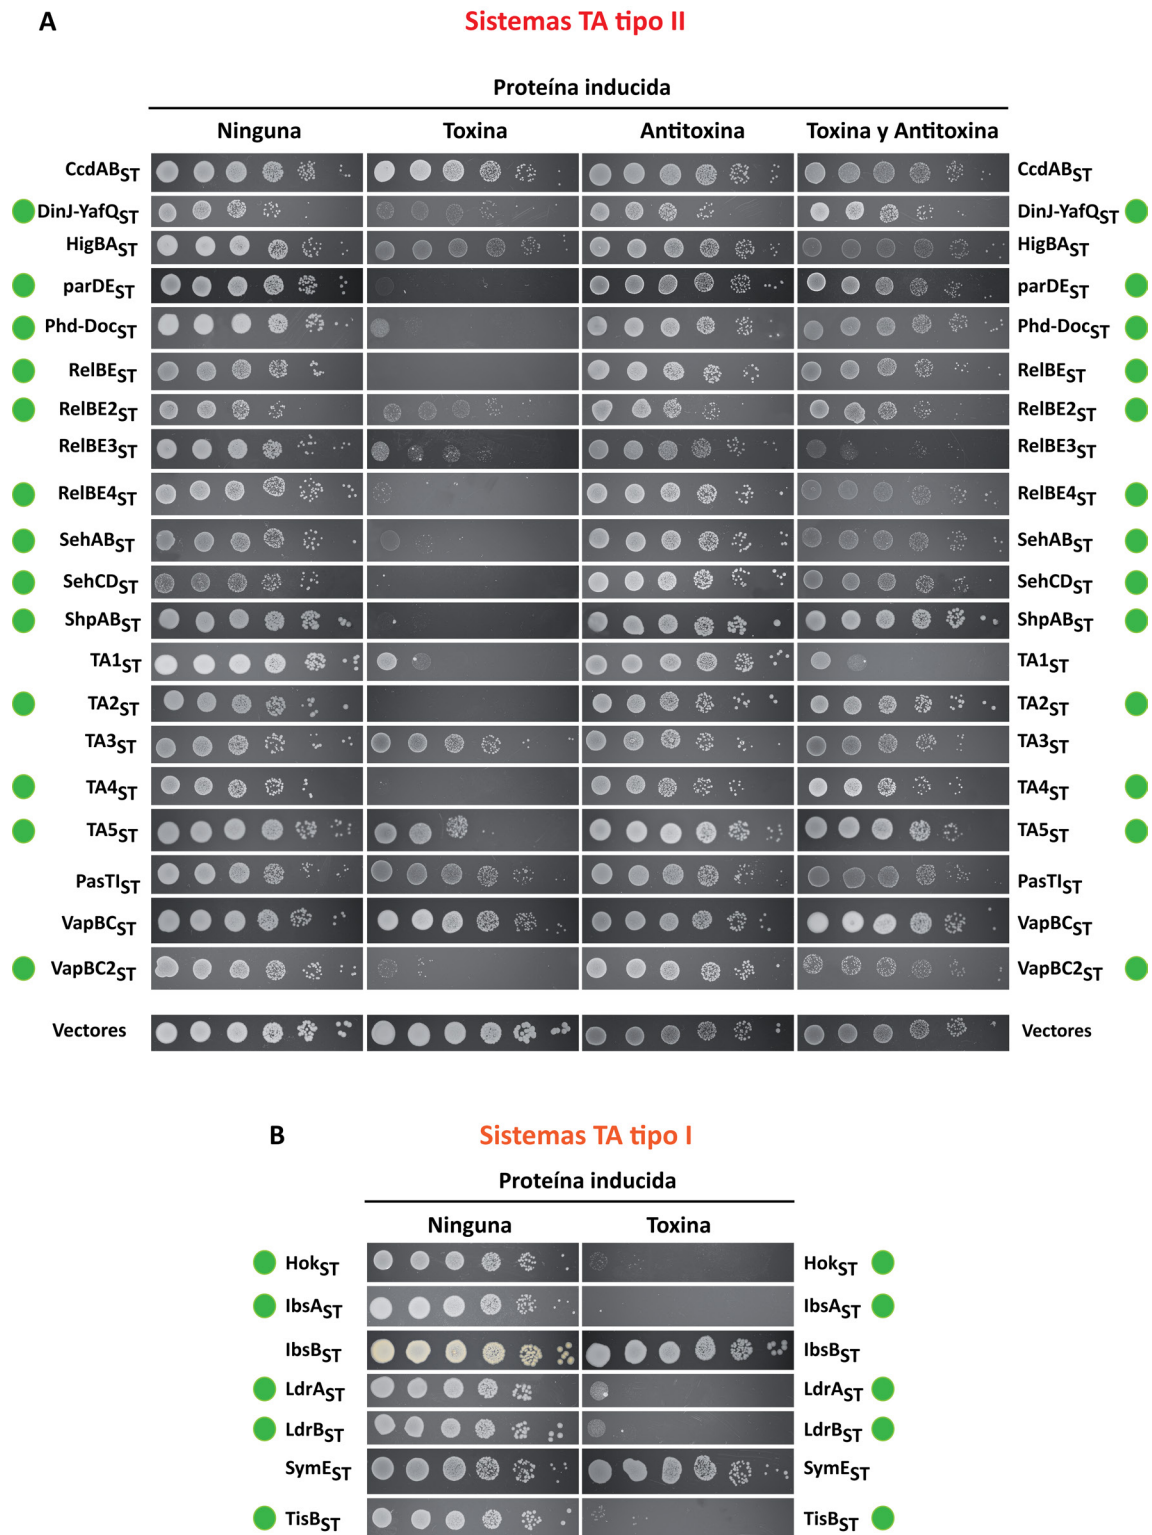 A
Sistemas TA tipo II
Proteína inducida
Ninguna Toxina Antitoxina Toxina y Antitoxina
CcdABST CcdABST
DinJ-YafQST DinJ-YafQST
HigBAST HigBAST
parDEST parDEST
Phd-DocST Phd-DocST
RelBEST RelBEST
RelBE2ST RelBE2ST
RelBE3ST RelBE3ST
RelBE4ST RelBE4ST
SehABST SehABST
SehCDST SehCDST
ShpABST ShpABST
TA1ST TA1ST
TA2ST TA2ST
TA3ST TA3ST
TA4ST TA4ST
TA5ST TA5ST
PasTIST PasTIST
VapBCST VapBCST
VapBC2ST VapBC2ST
Vectores Vectores
B
Sistemas TA tipo I
Proteína inducida
Ninguna Toxina
HokST HokST
IbsAST IbsAST
IbsBST IbsBST
LdrAST LdrAST
LdrBST LdrBST
SymEST SymEST
TisBST TisBST